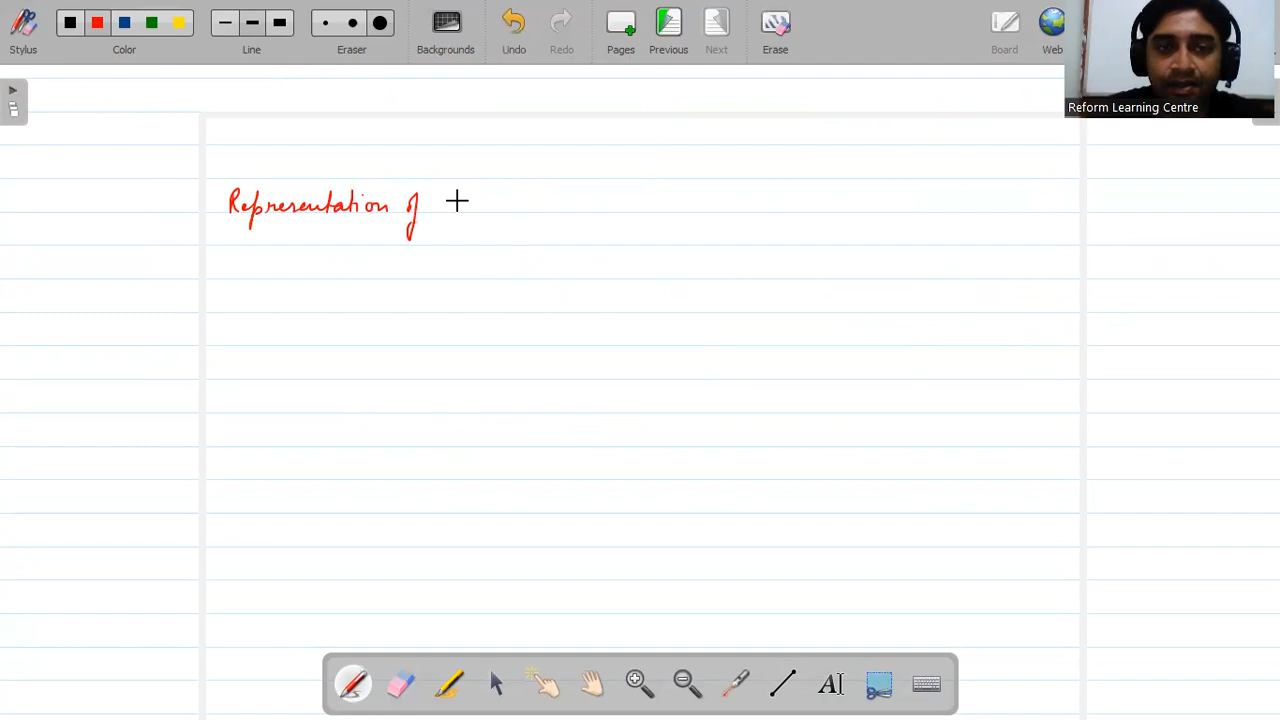 Stylus
Color
Line
Eraser
Backgrounds
Undo
Redo
Pages
Previous
Next
Erase
Board
Web
Reform Learning Centre
Representation of